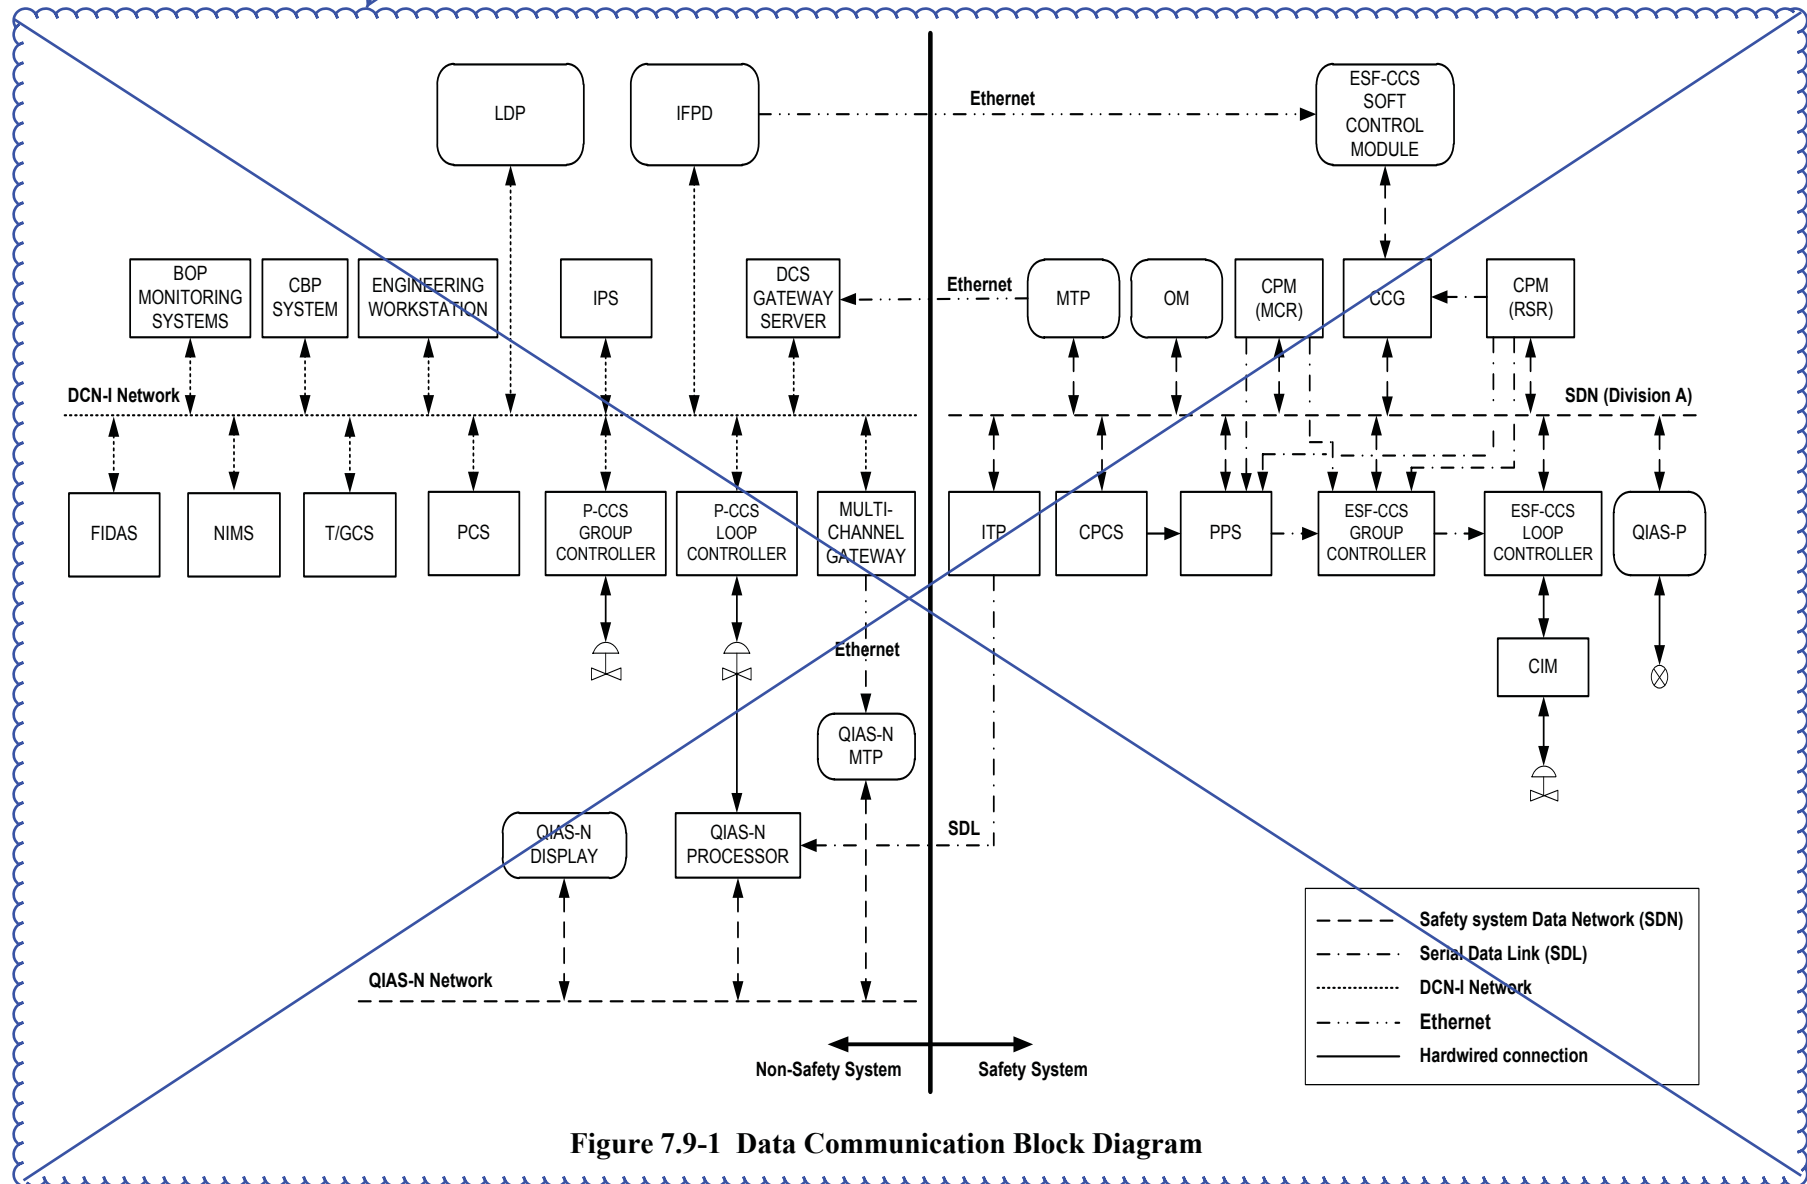 LDP
IFPD
Ethernet
ESF-CCS
SOFT
CONTROL
MODULE
BOP
MONITORING
SYSTEMS
CBP
SYSTEM
ENGINEERING
WORKSTATION
IPS
DCS
GATEWAY
SERVER
Ethernet
MTP
OM
CPM
(MCR)
CCG
CPM
(RSR)
DCN-I Network
SDN (Division A)
FIDAS
NIMS
T/GCS
PCS
P-CCS
GROUP
CONTROLLER
P-CCS
LOOP
CONTROLLER
MULTI-
CHANNEL
GATEWAY
ITP
CPCS
PPS
ESF-CCS
GROUP
CONTROLLER
ESF-CCS
LOOP
CONTROLLER
QIAS-P
Ethernet
CIM
QIAS-N
MTP
QIAS-N
DISPLAY
QIAS-N
PROCESSOR
SDL
QIAS-N Network
Safety system Data Network (SDN)
Serial Data Link (SDL)
DCN-I Network
Ethernet
Hardwired connection
Non-Safety System
Safety System
Figure 7.9-1 Data Communication Block Diagram